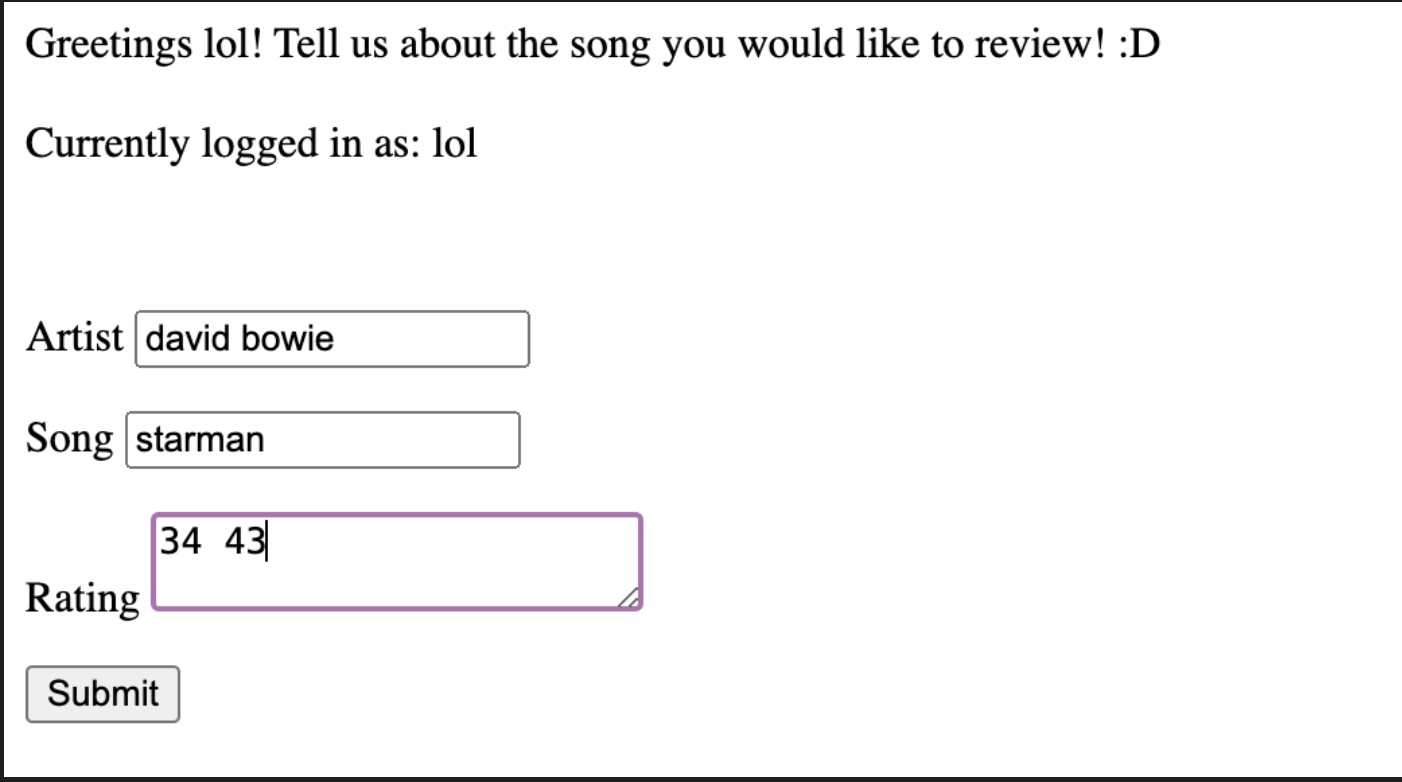 Greetings lol! Tell us about the song you would like to review! :D
Currently logged in as: lol
Artist david bowie
Song starman
34 43
Rating
Submit